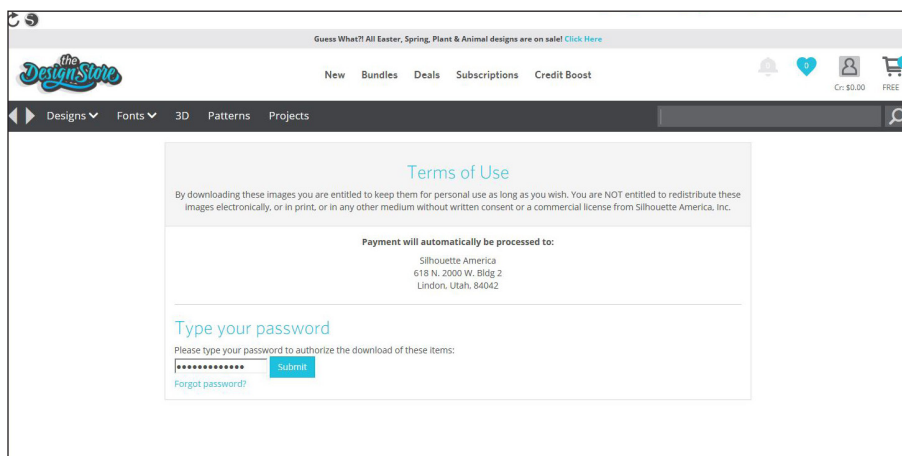 Guess What?! All Easter, Spring, Plant & Animal designs are on sale! Click Here
the
Design Store
New Bundles Deals Subscriptions Credit Boost
0
Cr: $0.00 FREE
Designs Fonts 3D Patterns Projects
Terms of Use
By downloading these images you are entitled to keep them for personal use as long as you wish. You are NOT entitled to redistribute these
images electronically, or in print, or in any other medium without written consent or a commercial license from Silhouette America, Inc.
Payment will automatically be processed to:
Silhouette America
618 N. 2000 W. Bldg 2
Lindon, Utah, 84042
Type your password
Please type your password to authorize the download of these items:
••••••••••••• Submit
Forgot password?